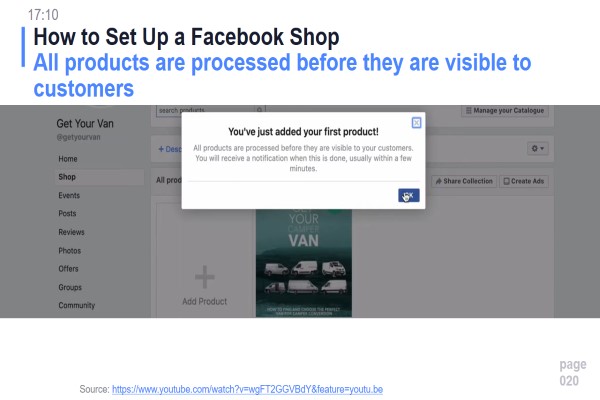 17:10
How to Set Up a Facebook Shop
All products are processed before they are visible to
customers
search products
Manage your Catalogue
Get Your Van
@getyourvan
You've just added your first product!
All products are processed before they are visible to your customers.
You will receive a notification when this is done, usually within a few
minutes.
OK
Home
Shop
Events
Posts
Reviews
Photos
Offers
Groups
Community
+ Desc
All prod
Share Collection
Create Ads
GET
YOUR
CAMPER
VAN
Add Product
page
020
Source: https://www.youtube.com/watch?v=wgFT2GGVBdY&feature=youtu.be